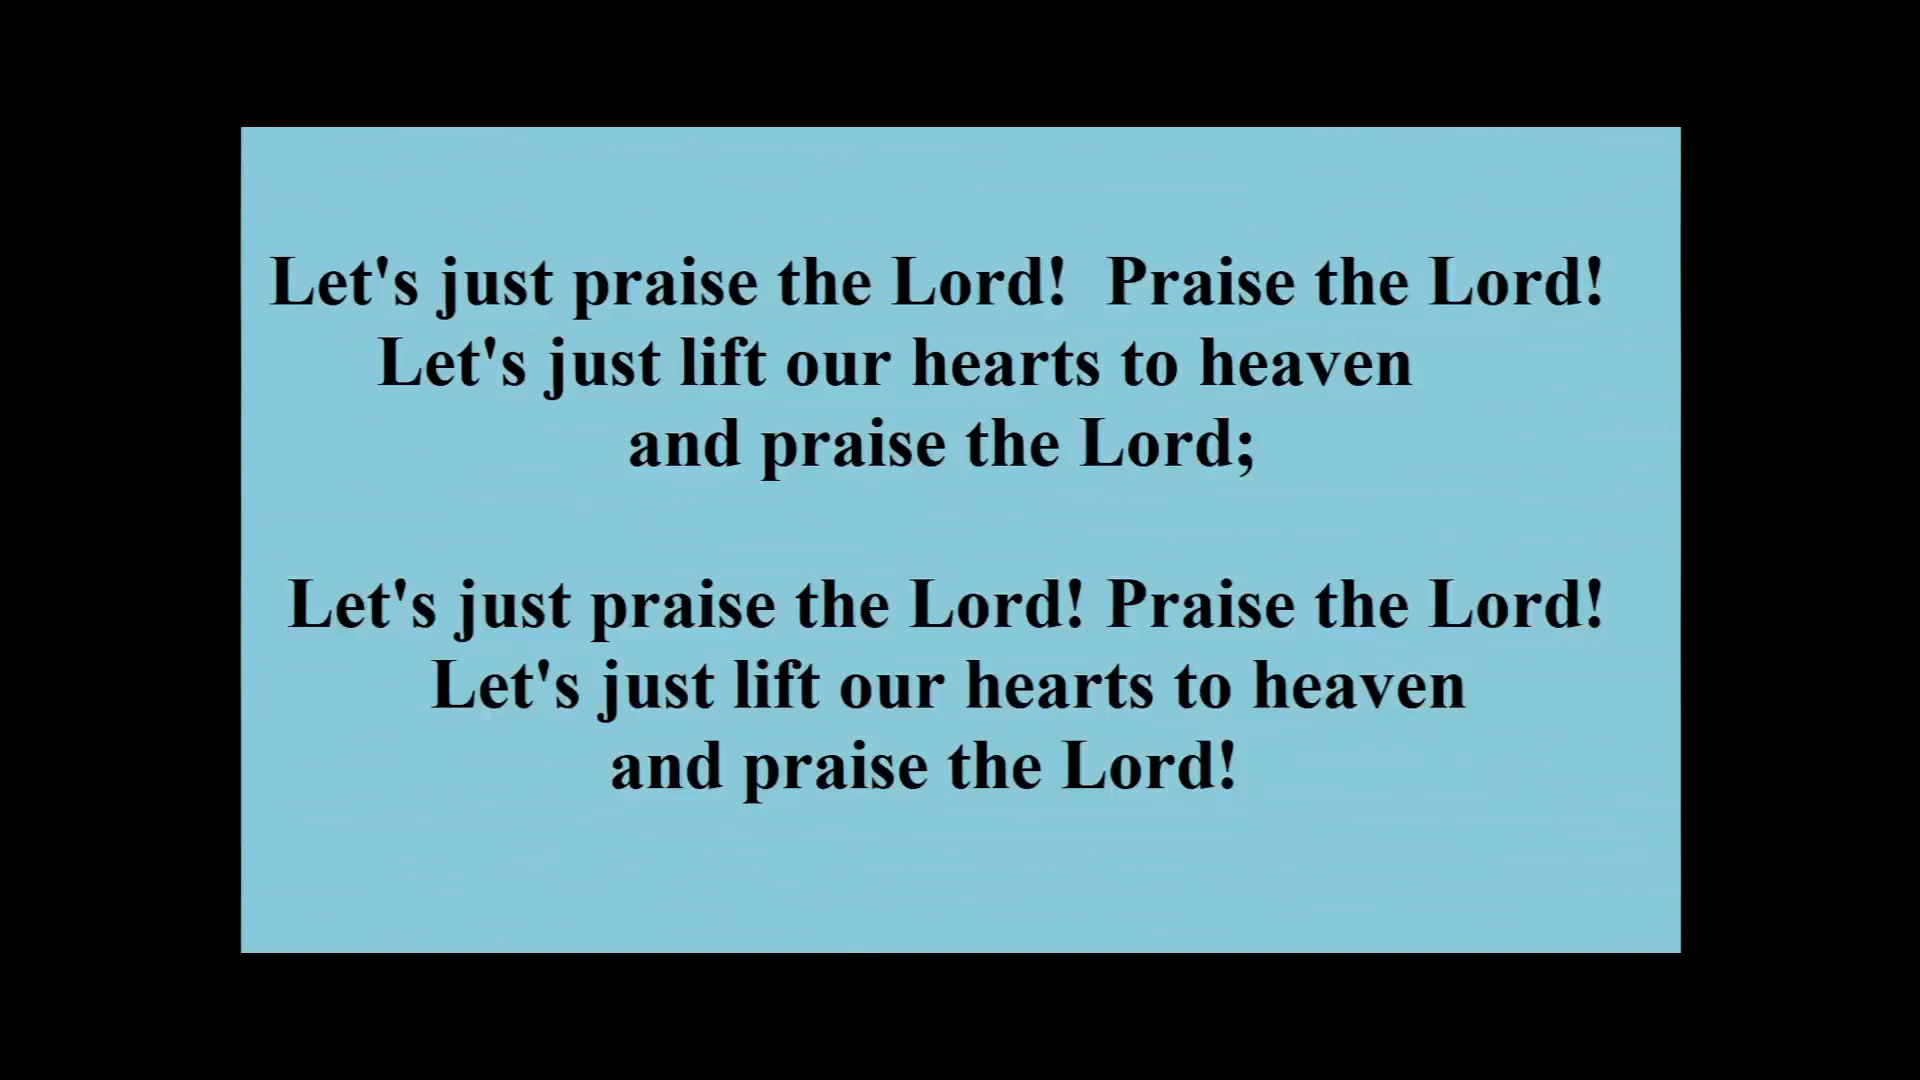 Let's just praise the Lord!  Praise the Lord!
Let's just lift our hearts to heaven
and praise the Lord;
Let's just praise the Lord! Praise the Lord!
Let's just lift our hearts to heaven
and praise the Lord!